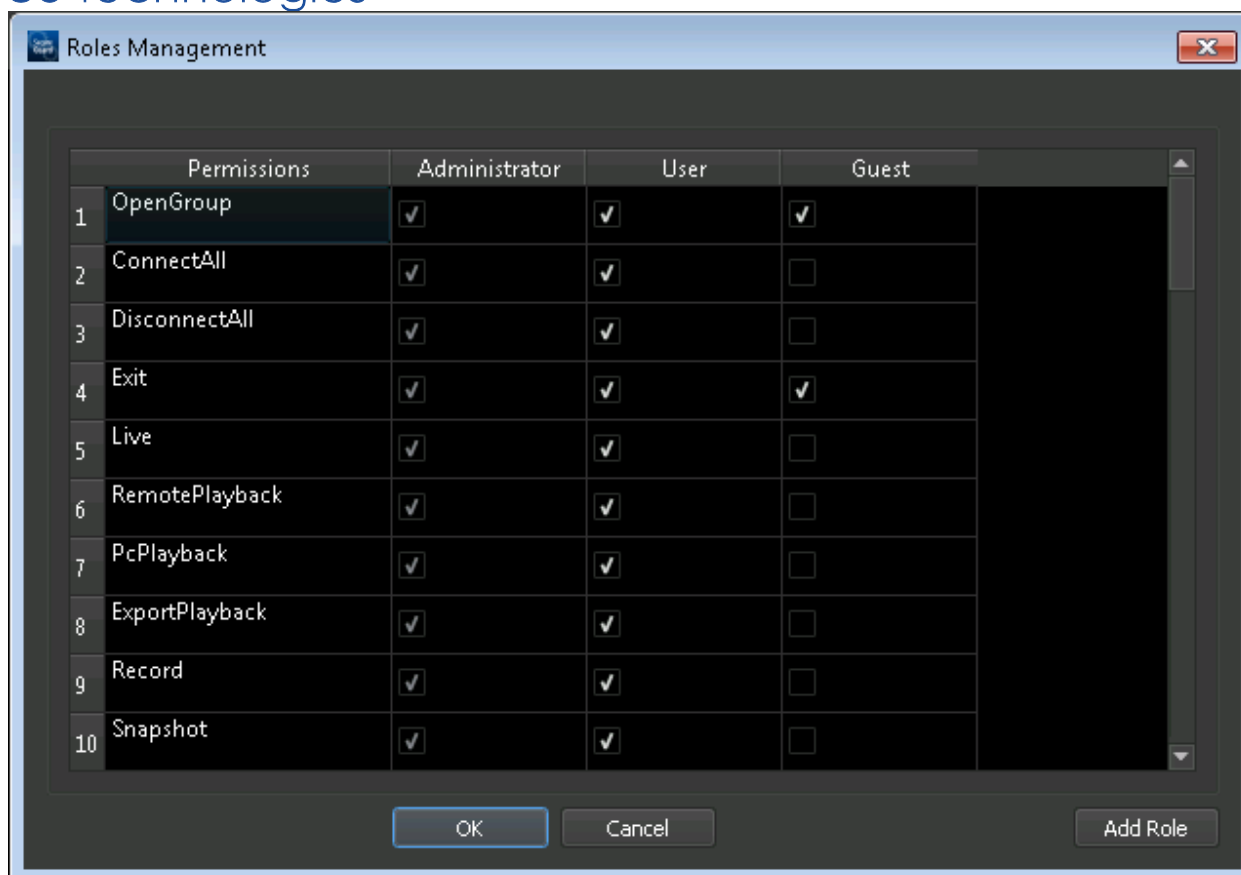 Technologies
Roles Management
Permissions Administrator User Guest
1 OpenGroup
2 ConnectAll
3 DisconnectAll
4 Exit
5 Live
6 RemotePlayback
7 PcPlayback
8 ExportPlayback
9 Record
10 Snapshot
OK Cancel Add Role